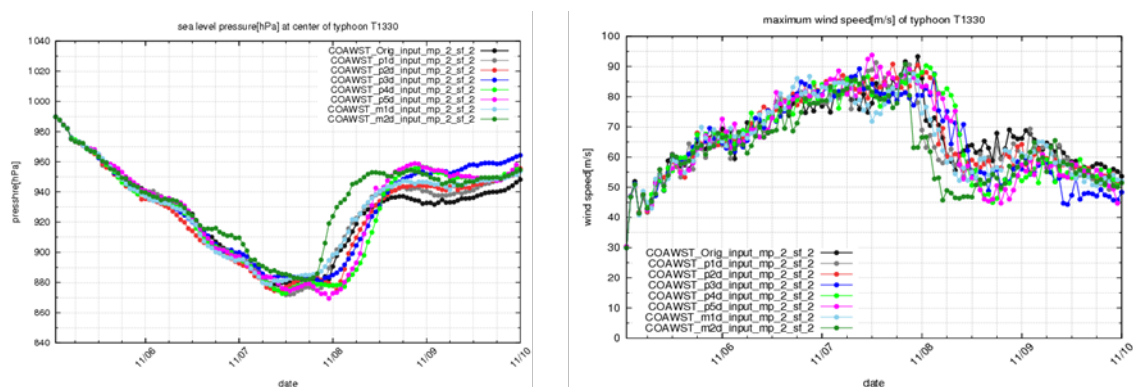 sea level pressure[hPa] at center of typhoon T1330
1040
1020
1000
980
960
950
940
920
900
880
860
840
presshre[hPa]
COAWST_Orig_input_mp_2_sf_2
COAWST_p1d_input_mp_2_sf_2
COAWST_p2d_input_mp_2_sf_2
COAWST_p3d_input_mp_2_sf_2
COAWST_p4d_input_mp_2_sf_2
COAWST_p5d_input_mp_2_sf_2
COAWST_m1d_input_mp_2_sf_2
COAWST_m2d_input_mp_2_sf_2
11/06
11/07
11/08
11/09
11/10
date
maximum wind speed[m/s] of typhoon T1330
100
90
80
70
60
50
40
30
20
10
0
wind speed[m/s]
COAWST_Orig_input_mp_2_sf_2
COAWST_p1d_input_mp_2_sf_2
COAWST_p2d_input_mp_2_sf_2
COAWST_p3d_input_mp_2_sf_2
COAWST_p4d_input_mp_2_sf_2
COAWST_p5d_input_mp_2_sf_2
COAWST_m1d_input_mp_2_sf_2
COAWST_m2d_input_mp_2_sf_2
11/06
11/07
11/08
11/09
11/10
date